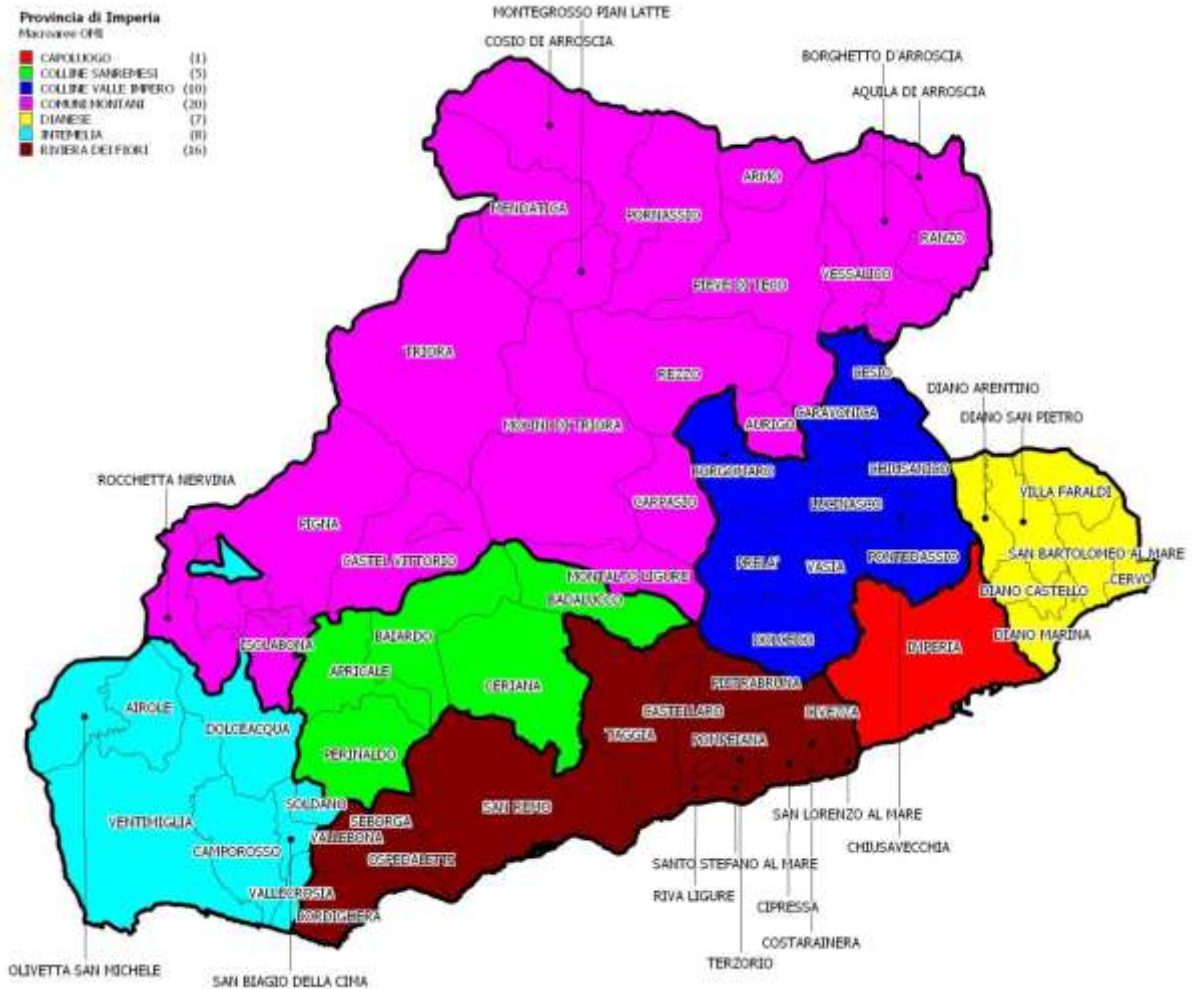 Provincia di Imperia
Macroaree OMI
CAPOLUOGO (1)
COLLINE SANREMESI (5)
COLLINE VALLE IMPERO (10)
COMUNI MONTANI (20)
DIANESE (7)
INTEMELIA (8)
RIVIERA DEI FIORI (16)
MONTEGROSSO PIAN LATTE
COSIO DI ARROSCIA
BORGHETTO D'ARROSCIA
AQUILA DI ARROSCIA
ARMO
MENDATICA
PORNASSIO
RANZO
VESSALICO
PIEVE DI TECO
TRIORA
REZZO
CESIO
DIANO ARENTINO
CARAVONICA
DIANO SAN PIETRO
AURIGO
MOLINI DI TRIORA
BORGOMARO
CHIUSANICO
ROCCHETTA NERVINA
VILLA FARALDI
CARPASIO
LUCINASCO
PIGNA
SAN BARTOLOMEO AL MARE
PONTEDASSIO
CASTEL VITTORIO
PRELA'
VASIA
MONTALTO LIGURE
CERVO
DIANO CASTELLO
BADALUCCO
DIANO MARINA
BAIARDO
DOLCEDO
ISOLABONA
IMPERIA
APRICALE
CERIANA
PIETRABRUNA
AIROLE
CASTELLARO
CIVEZZA
DOLCEACQUA
TAGGIA
POMPEIANA
PERINALDO
SOLDANO
SAN REMO
SAN LORENZO AL MARE
VENTIMIGLIA
SEBORGA
VALLEBONA
CHIUSAVECCHIA
CAMPOROSSO
OSPEDALETTI
SANTO STEFANO AL MARE
VALLECROSIA
RIVA LIGURE
CIPRESSA
BORDIGHERA
COSTARAINERA
TERZORIO
OLIVETTA SAN MICHELE
SAN BIAGIO DELLA CIMA